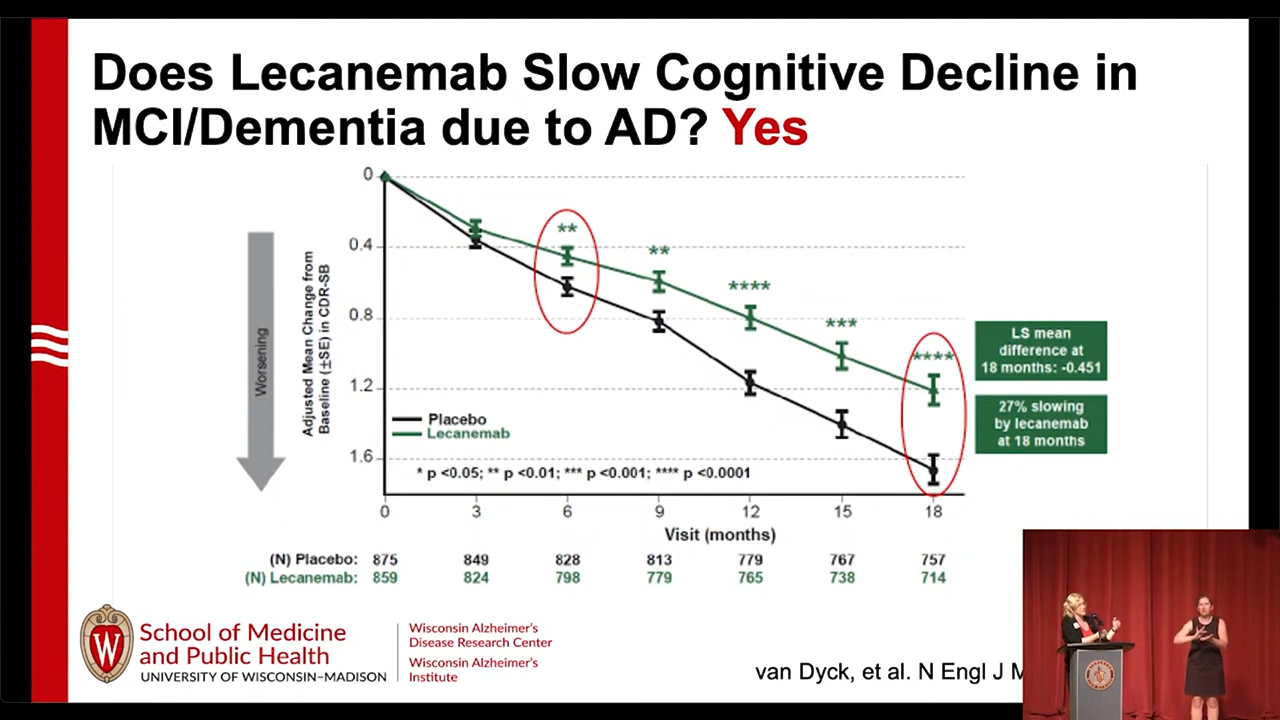 Does Lecanemab Slow Cognitive Decline in
MCI/Dementia due to AD? Yes
Worsening
Adjusted Mean Change from
Baseline (±SE) in CDR-SB
0
0.4
0.8
1.2
1.6
**
**
****
***
****
Placebo
Lecanemab
* p <0.05; ** p <0.01; *** p <0.001; **** p <0.0001
LS mean
difference at
18 months: -0.451
27% slowing
by lecanemab
at 18 months
0 3 6 9 12 15 18
Visit (months)
(N) Placebo: 875 849 828 813 779 767 757
(N) Lecanemab: 859 824 798 779 765 738 714
W
School of Medicine
and Public Health
UNIVERSITY OF WISCONSIN–MADISON
Wisconsin Alzheimer's
Disease Research Center
Wisconsin Alzheimer's
Institute
van Dyck, et al. N Engl J M